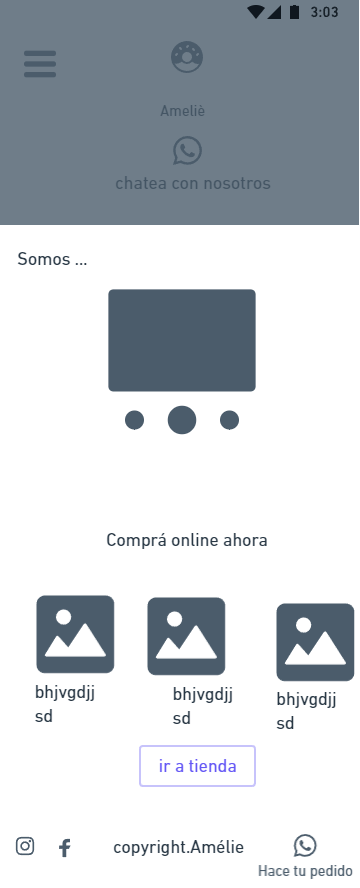 3:03
Ameliè
chatea con nosotros
Somos ...
Comprá online ahora
bhjvgdjj
sd
bhjvgdjj
sd
bhjvgdjj
sd
ir a tienda
copyright.Amélie
Hace tu pedido